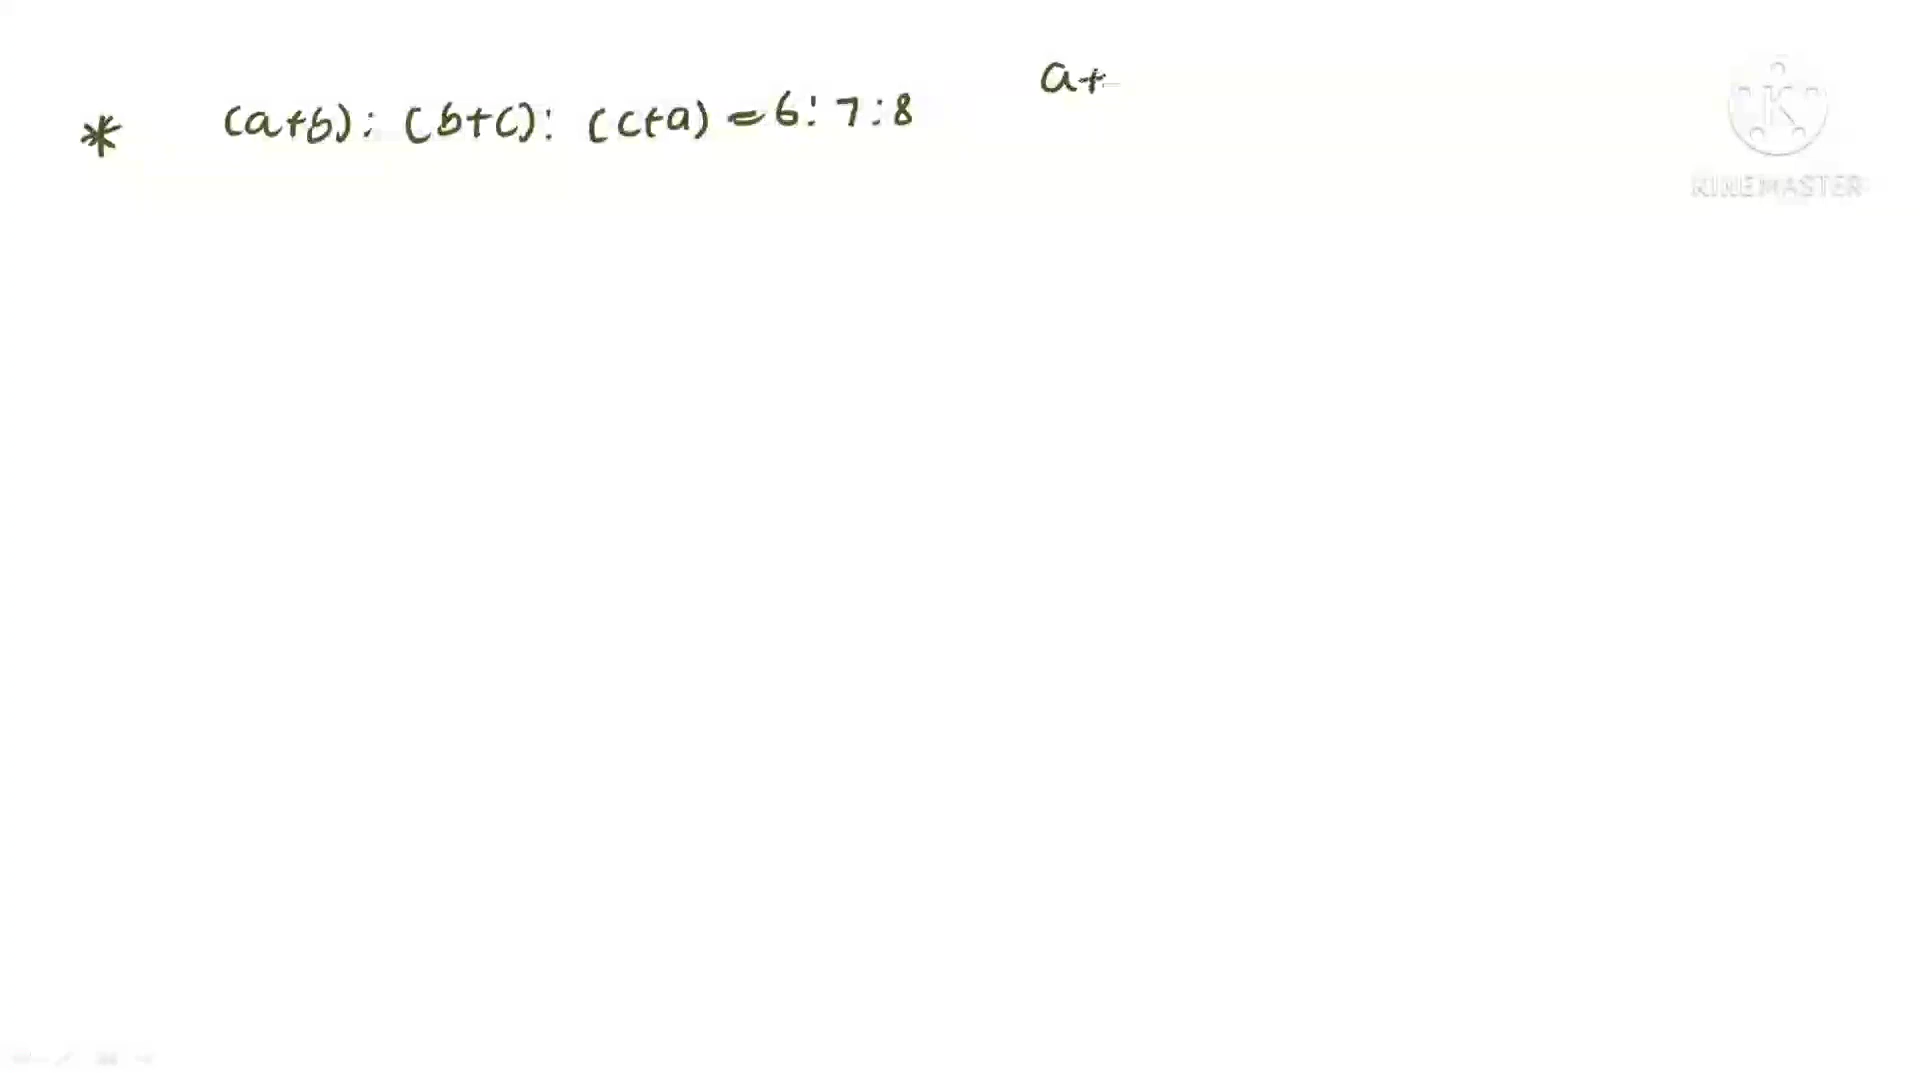 * (a+b): (b+c): (c+a) = 6:7:8
a+
KINEMASTER